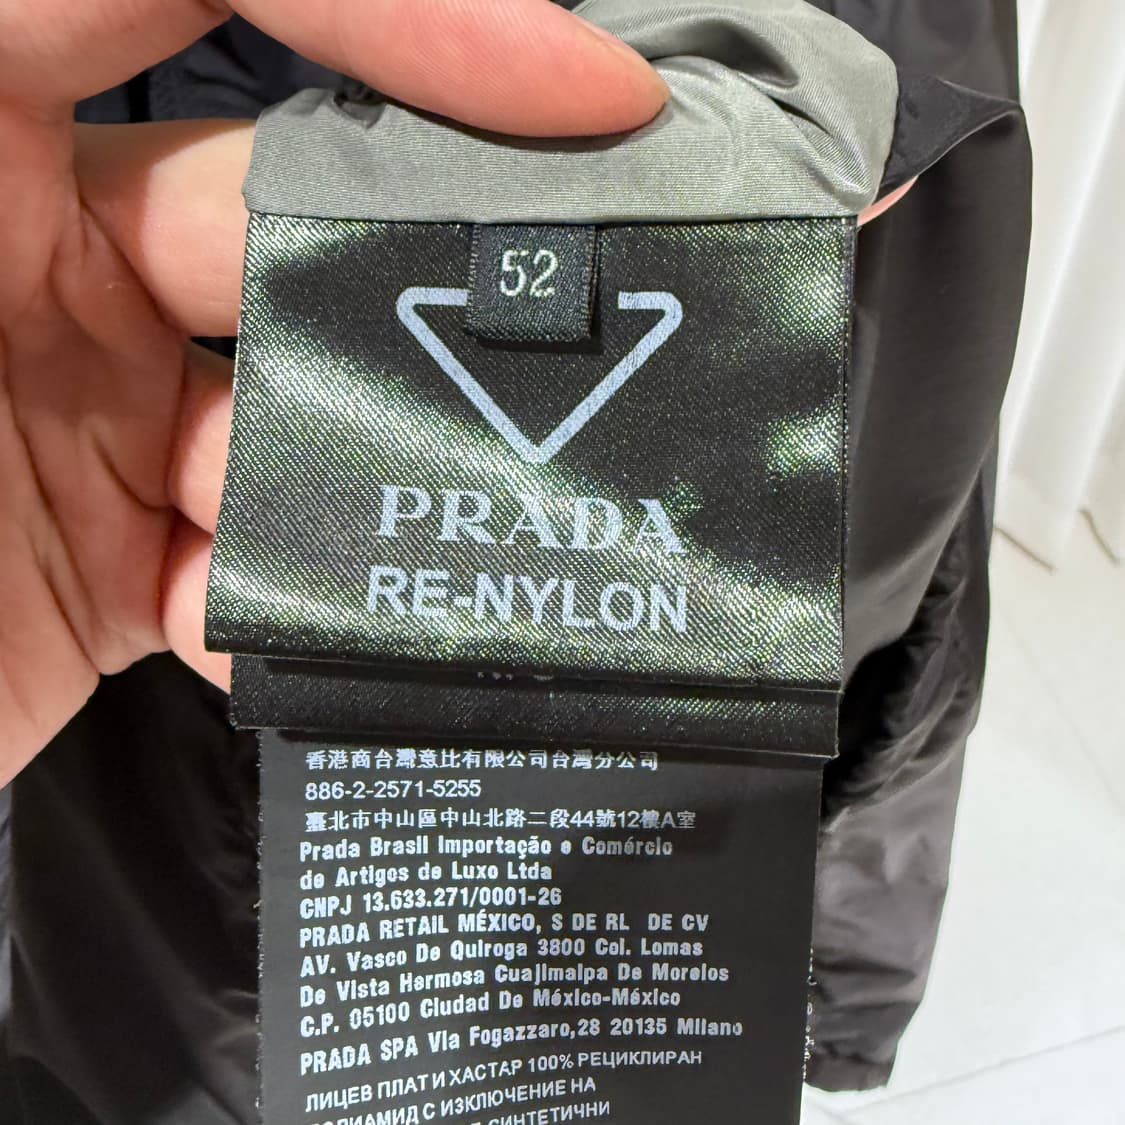 52
PRADA
RE-NYLON
香港商台灣意比有限公司台灣分公司
886-2-2571-5255
臺北市中山區中山北路二段44號12樓A室
Prada Brasil Importação e Comércio
de Artigos de Luxo Ltda
CNPJ 13.633.271/0001-26
PRADA RETAIL MÉXICO, S DE RL DE CV
AV. Vasco De Quiroga 3800 Col. Lomas
De Vista Hermosa Cuajimalpa De Morelos
C.P. 05100 Ciudad De México-México
PRADA SPA Via Fogazzaro,28 20135 Milano
ЛИЦЕВ ПЛАТ И ХАСТАР 100% РЕЦИКЛИРАН
ПОЛИАМИД С ИЗКЛЮЧЕНИЕ НА
СИНТЕТИЧНИ